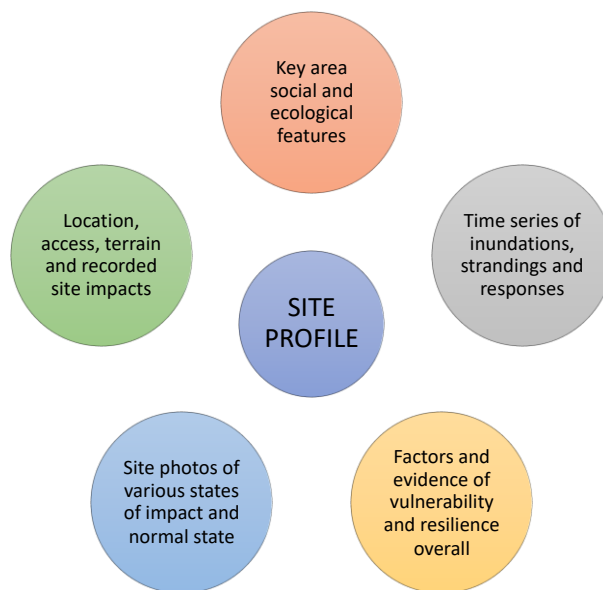 Key area
social and
ecological
features
Location,
access, terrain
and recorded
site impacts
Time series of
inundations,
strandings and
responses
SITE
PROFILE
Site photos of
various states
of impact and
normal state
Factors and
evidence of
vulnerability
and resilience
overall